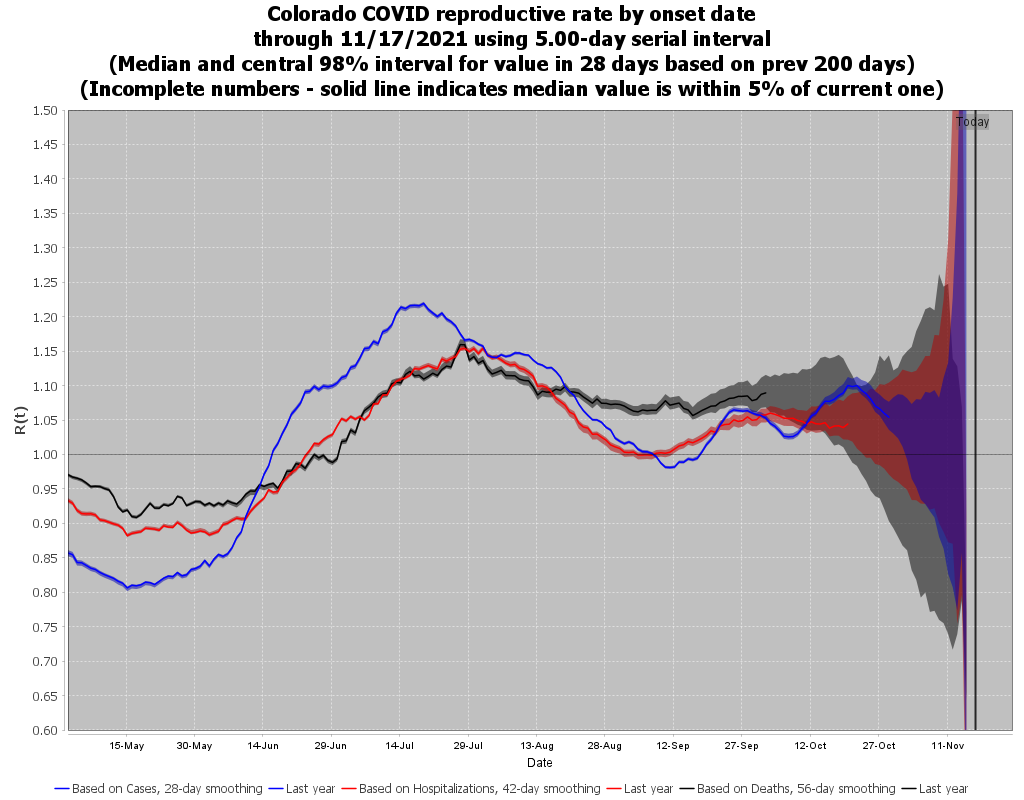 Colorado COVID reproductive rate by onset date
through 11/17/2021 using 5.00-day serial interval
(Median and central 98% interval for value in 28 days based on prev 200 days)
(Incomplete numbers - solid line indicates median value is within 5% of current one)
1.50
Today
1.45
1.40
1.35
1.30
1.25
1.20
1.15
1.10
1.05
R(t)
1.00
0.95
0.90
0.85
0.80
0.75
0.70
0.65
0.60
15-May 30-May 14-Jun 29-Jun 14-Jul 29-Jul 13-Aug 28-Aug 12-Sep 27-Sep 12-Oct 27-Oct 11-Nov
Date
Based on Cases, 28-day smoothing Last year Based on Hospitalizations, 42-day smoothing Last year Based on Deaths, 56-day smoothing Last year